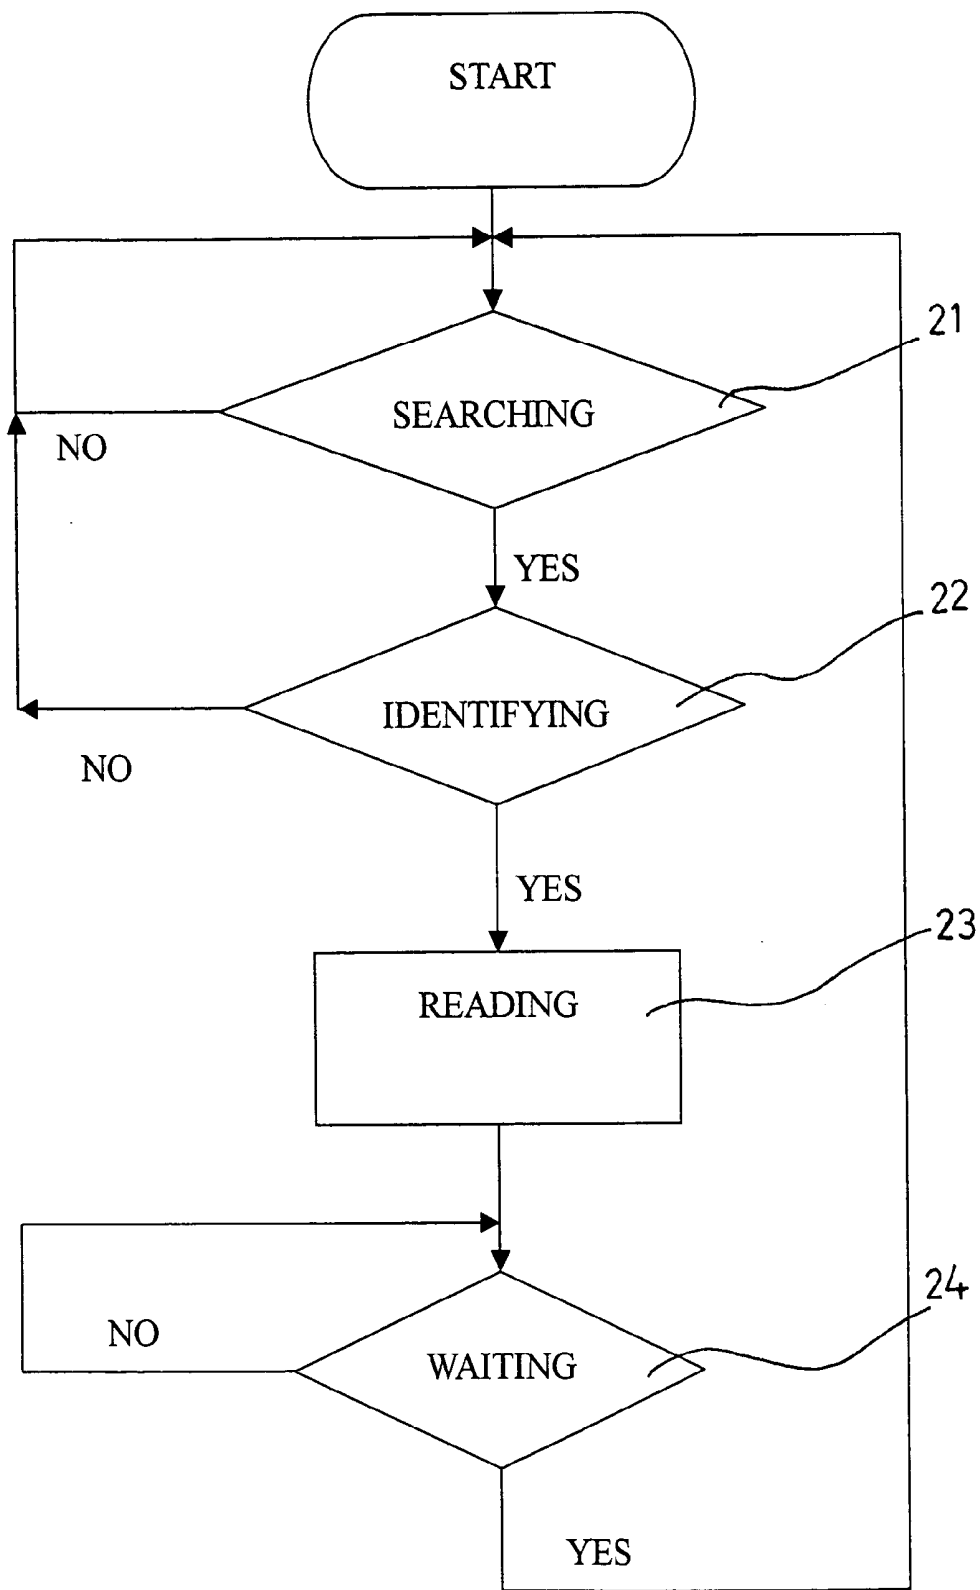 START
21
SEARCHING
NO
YES
22
IDENTIFYING
NO
YES
23
READING
24
NO
WAITING
YES